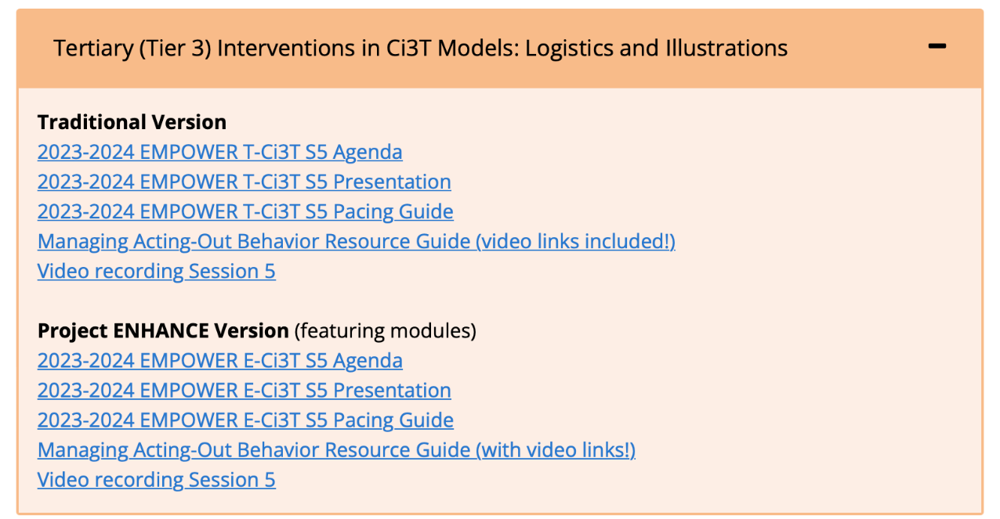 Tertiary (Tier 3) Interventions in Ci3T Models: Logistics and Illustrations
Traditional Version
2023-2024 EMPOWER T-Ci3T S5 Agenda
2023-2024 EMPOWER T-Ci3T S5 Presentation
2023-2024 EMPOWER T-Ci3T S5 Pacing Guide
Managing Acting-Out Behavior Resource Guide (video links included!)
Video recording Session 5
Project ENHANCE Version (featuring modules)
2023-2024 EMPOWER E-Ci3T S5 Agenda
2023-2024 EMPOWER E-Ci3T S5 Presentation
2023-2024 EMPOWER E-Ci3T S5 Pacing Guide
Managing Acting-Out Behavior Resource Guide (with video links!)
Video recording Session 5